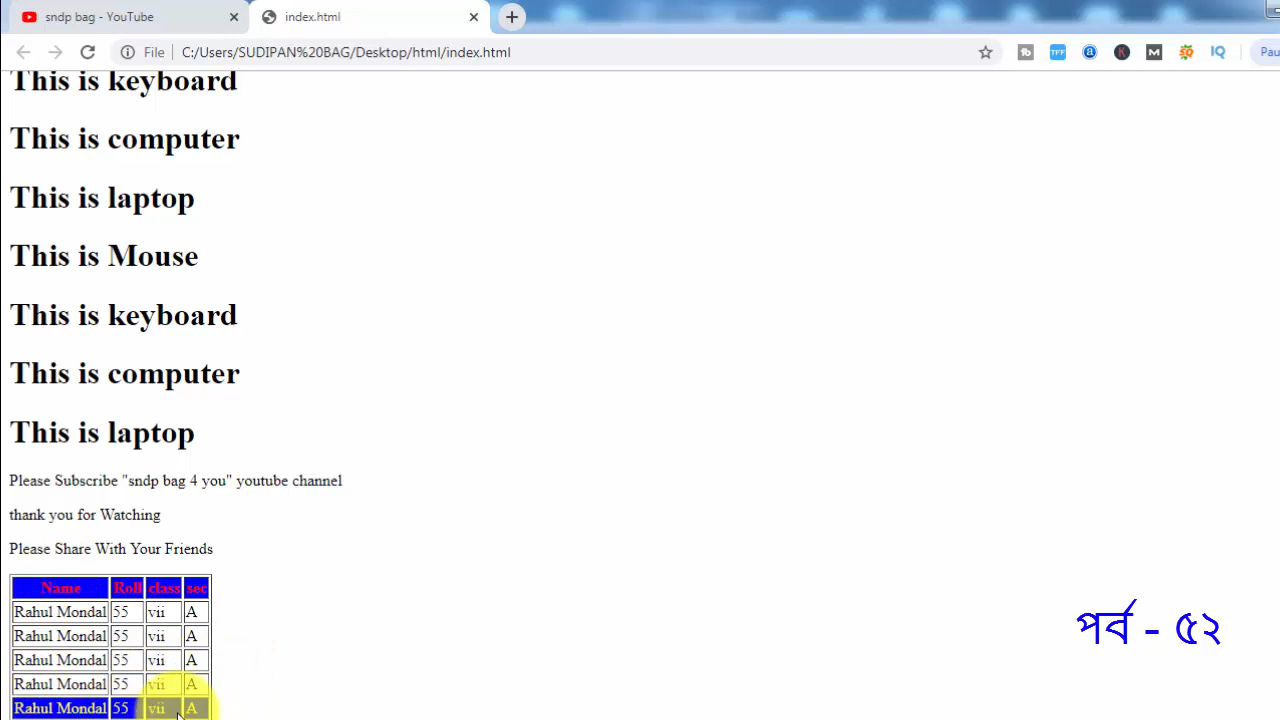 sndp bag - YouTube
index.html
File
C:/Users/SUDIPAN%20BAG/Desktop/html/index.html
Pau
This is keyboard
This is computer
This is laptop
This is Mouse
This is keyboard
This is computer
This is laptop
Please Subscribe "sndp bag 4 you" youtube channel
thank you for Watching
Please Share With Your Friends
Name Roll class sec
Rahul Mondal 55 vii A
Rahul Mondal 55 vii A
Rahul Mondal 55 vii A
Rahul Mondal 55 vii A
Rahul Mondal 55 vii A
পর্ব - ৫২